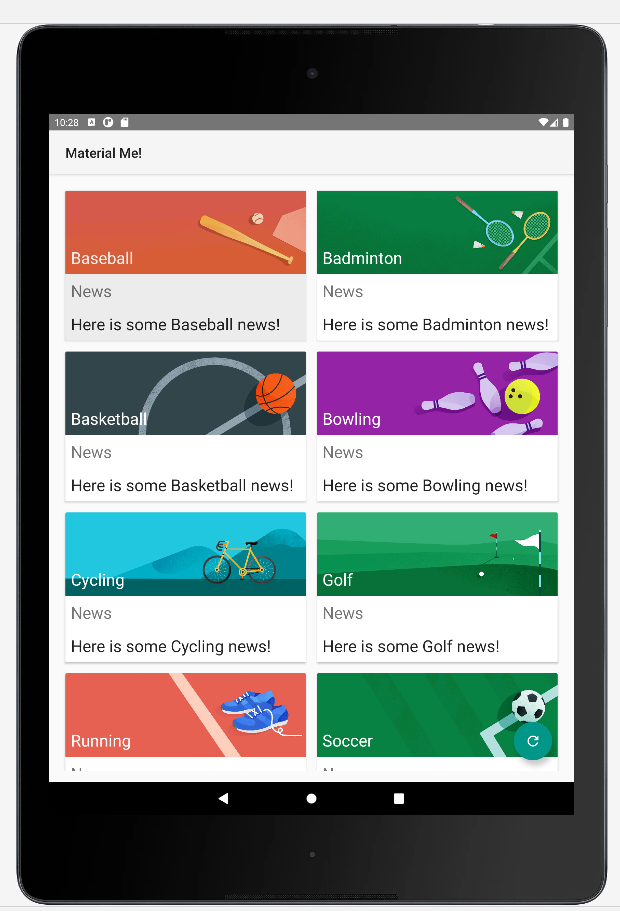 10:28
Material Me!
Baseball
News
Here is some Baseball news!
Badminton
News
Here is some Badminton news!
Basketball
News
Here is some Basketball news!
Bowling
News
Here is some Bowling news!
Cycling
News
Here is some Cycling news!
Golf
News
Here is some Golf news!
Running
Soccer